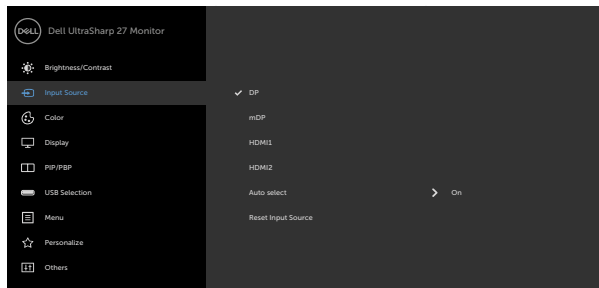 DELL Dell UltraSharp 27 Monitor
Brightness/Contrast
Input Source ✔ DP
Color mDP
Display HDMI1
PIP/PBP HDMI2
USB Selection Auto select > On
Menu Reset Input Source
Personalize
Others